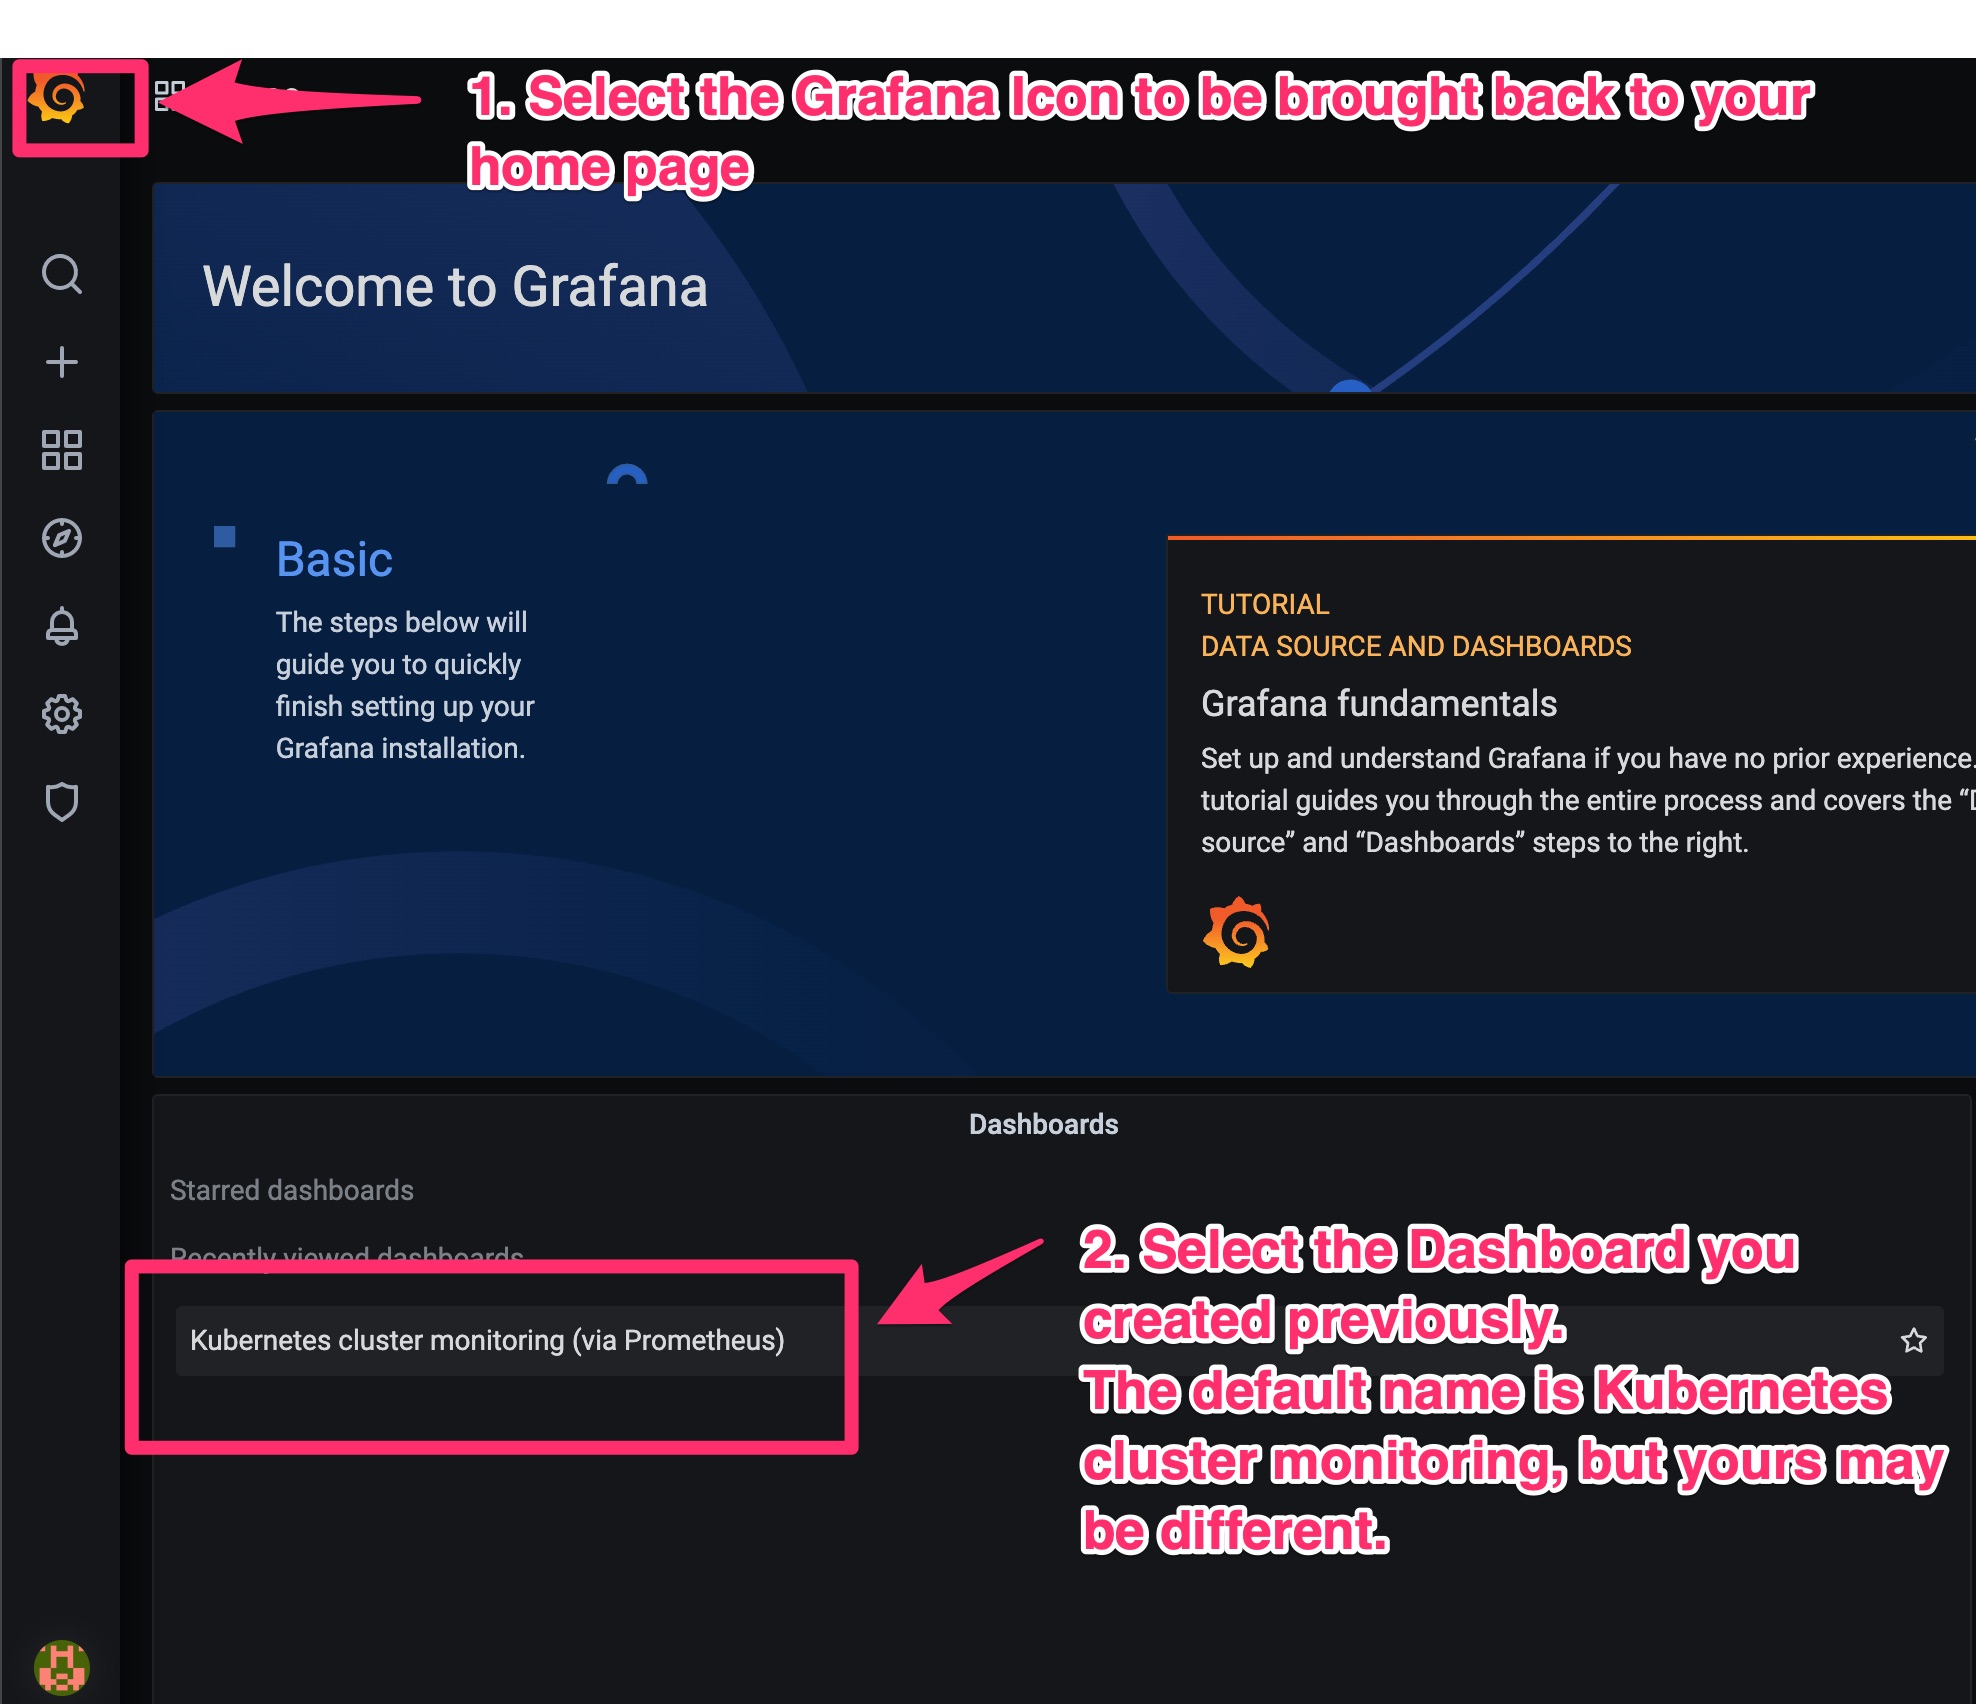 1. Select the Grafana Icon to be brought back to your
home page
Welcome to Grafana
Basic
The steps below will
guide you to quickly
finish setting up your
Grafana installation.
TUTORIAL
DATA SOURCE AND DASHBOARDS
Grafana fundamentals
Set up and understand Grafana if you have no prior experience.
tutorial guides you through the entire process and covers the “D
source” and “Dashboards” steps to the right.
Dashboards
Starred dashboards
Recently viewed dashboards
Kubernetes cluster monitoring (via Prometheus)
2. Select the Dashboard you
created previously.
The default name is Kubernetes
cluster monitoring, but yours may
be different.